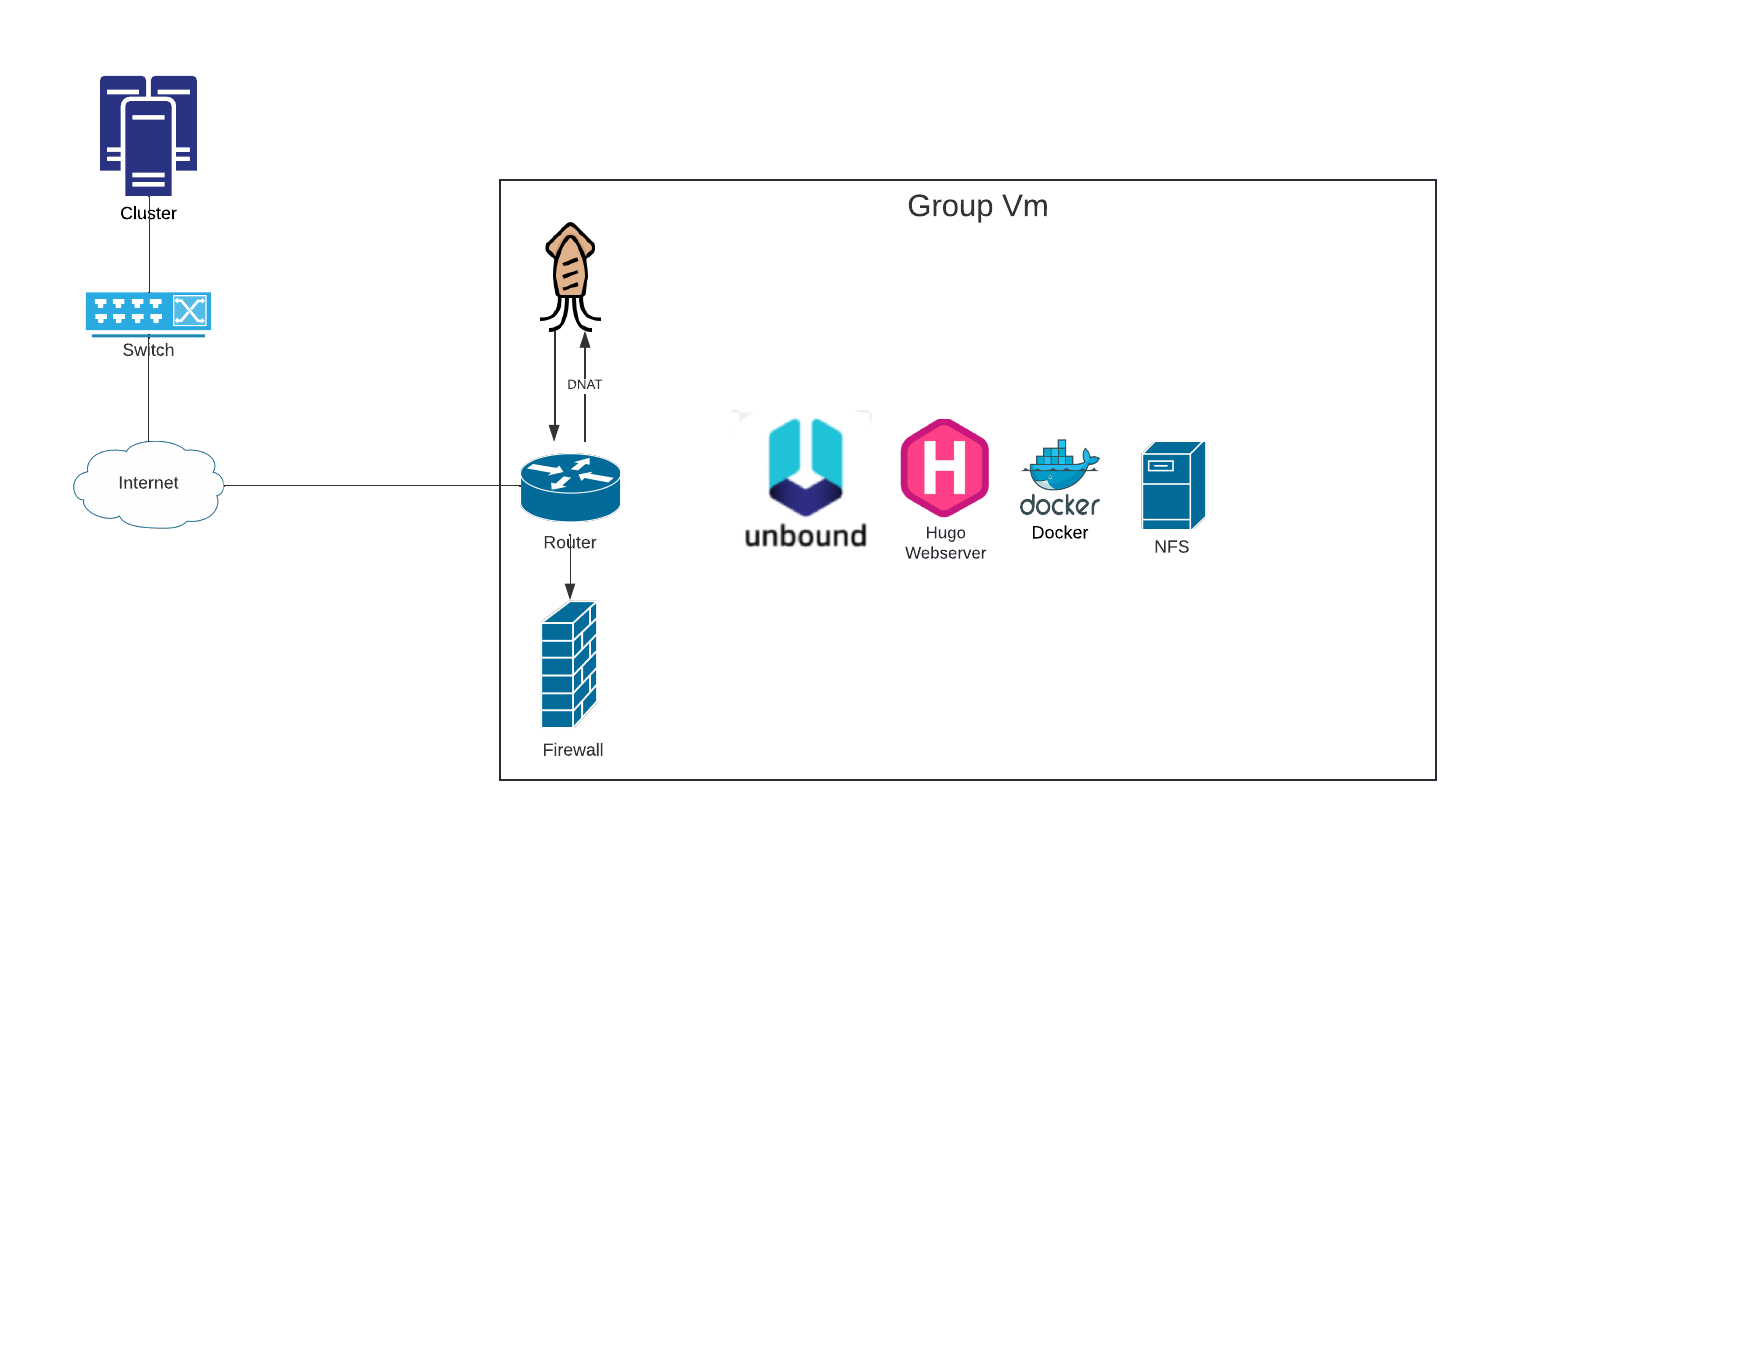 Cluster
Group Vm
Switch
DNAT
Internet
Router
unbound
Hugo
Webserver
docker
Docker
NFS
Firewall